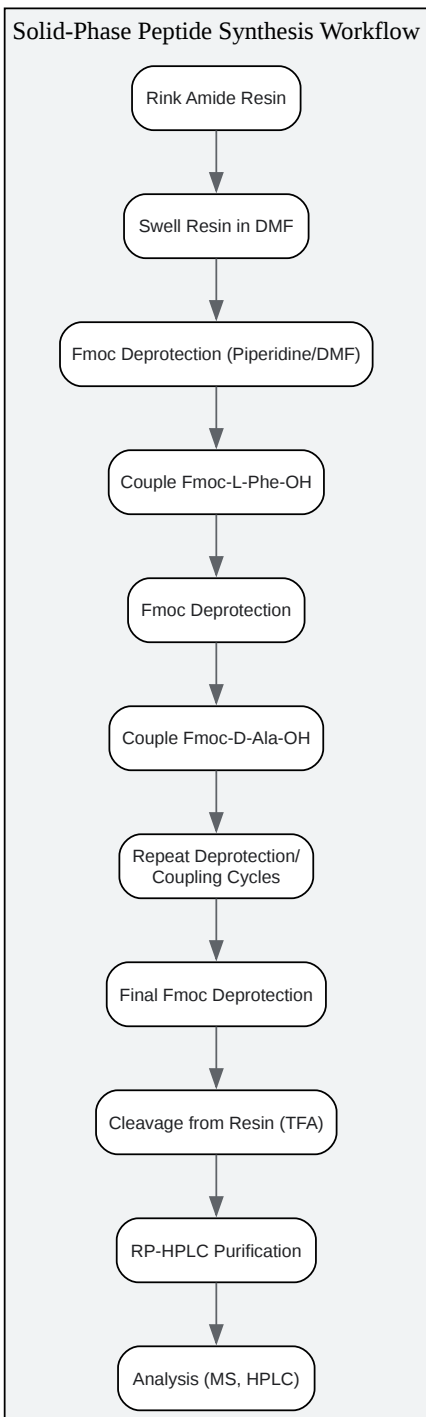 Solid-Phase Peptide Synthesis Workflow
Rink Amide Resin
Swell Resin in DMF
Fmoc Deprotection (Piperidine/DMF)
Couple Fmoc-L-Phe-OH
Fmoc Deprotection
Couple Fmoc-D-Ala-OH
Repeat Deprotection/
Coupling Cycles
Final Fmoc Deprotection
Cleavage from Resin (TFA)
RP-HPLC Purification
Analysis (MS, HPLC)